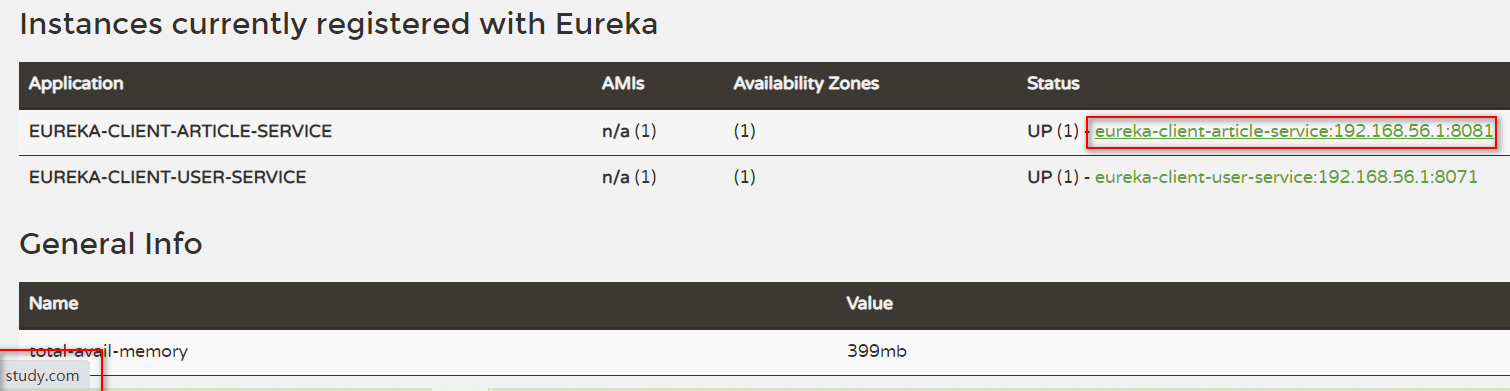 Instances currently registered with Eureka
Application AMIs Availability Zones Status
EUREKA-CLIENT-ARTICLE-SERVICE n/a (1) (1) UP (1) - eureka-client-article-service:192.168.56.1:8081
EUREKA-CLIENT-USER-SERVICE n/a (1) (1) UP (1) - eureka-client-user-service:192.168.56.1:8071
General Info
Name Value
total-avail-memory 399mb
study.com